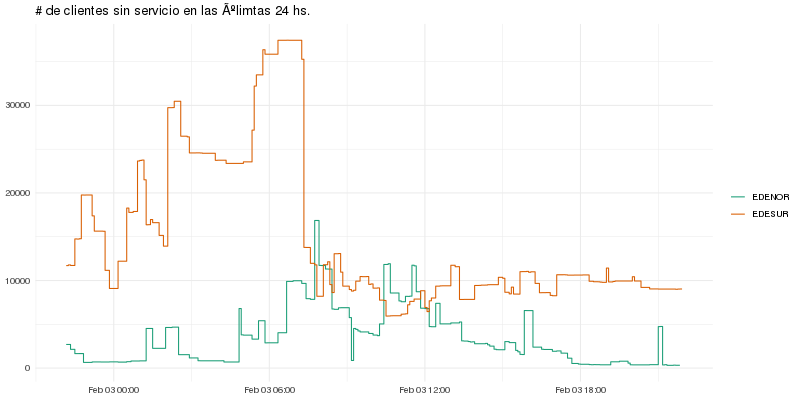 # de clientes sin servicio en las Ãºlimtas 24 hs.
30000
20000
10000
0
Feb 03 00:00
Feb 03 06:00
Feb 03 12:00
Feb 03 18:00
EDENOR
EDESUR